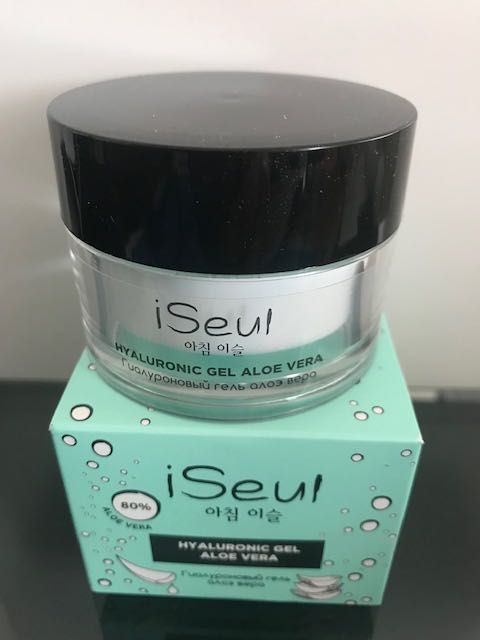 iSeul
아침 이슬
HYALURONIC GEL ALOE VERA
Гиалуроновый гель алоэ вера
iSeul
아침 이슬
80%
ALOE VERA
HYALURONIC GEL
ALOE VERA
Гиалуроновый гель
алоэ вера